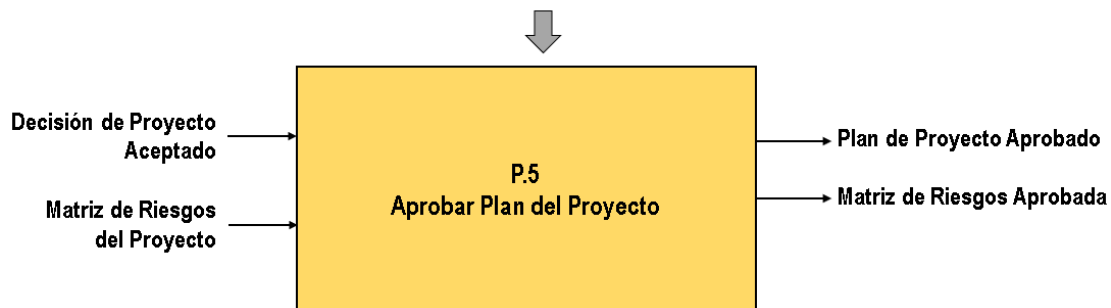 Decisión de Proyecto
Aceptado
Matriz de Riesgos
del Proyecto
P.5
Aprobar Plan del Proyecto
Plan de Proyecto Aprobado
Matriz de Riesgos Aprobada